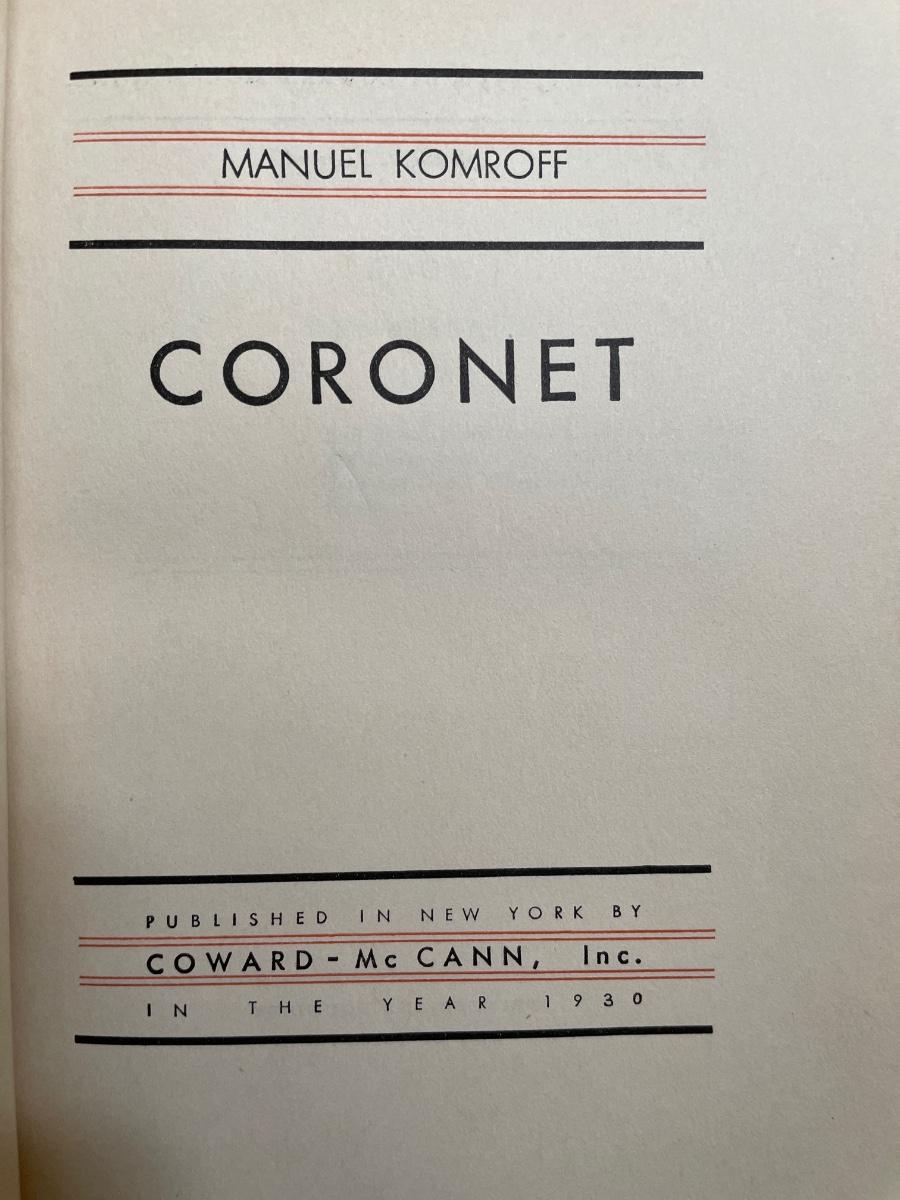 MANUEL KOMROFF
CORONET
PUBLISHED IN NEW YORK BY
COWARD - Mc CANN, Inc.
IN THE YEAR 1930